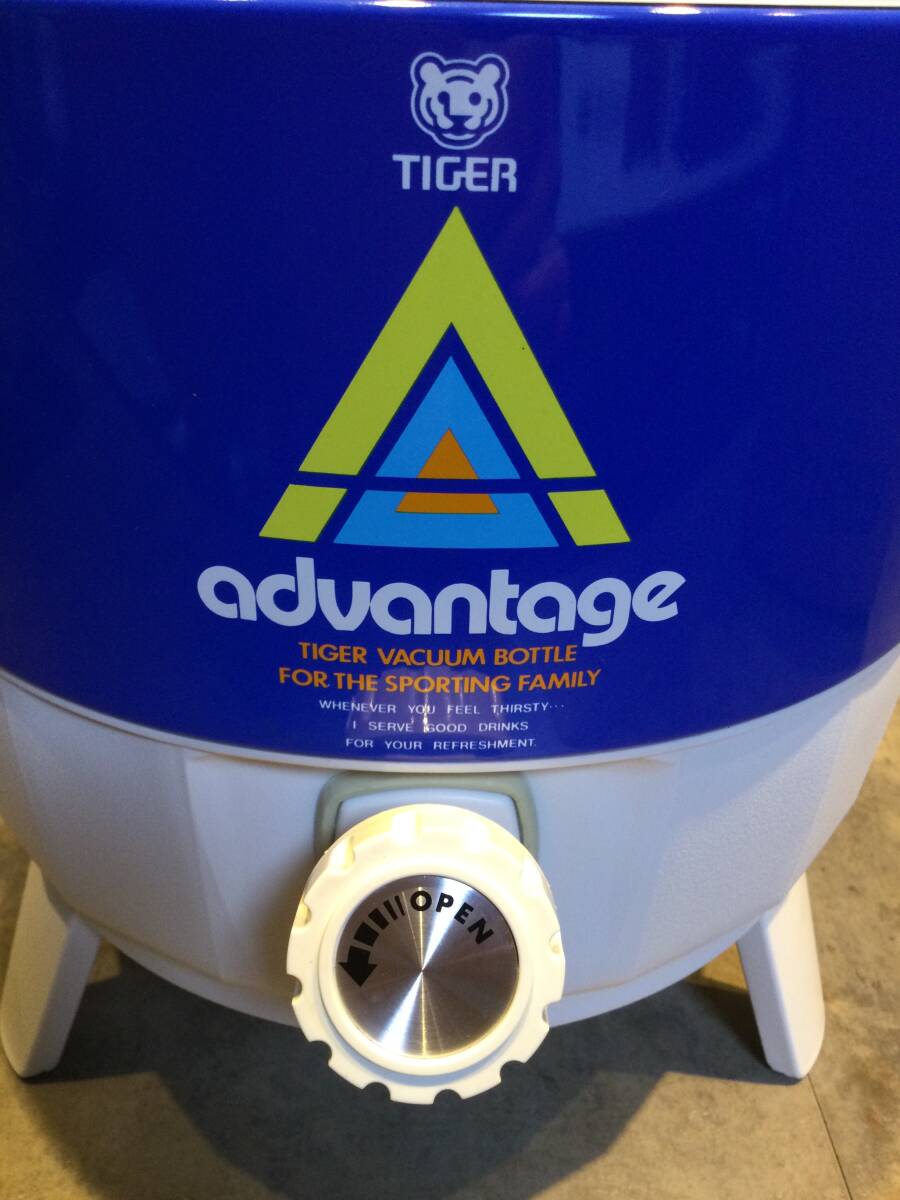 TIGER
advantage
TIGER VACUUM BOTTLE
FOR THE SPORTING FAMILY
WHENEVER YOU FEEL THIRSTY...
I SERVE GOOD DRINKS
FOR YOUR REFRESHMENT.
OPEN